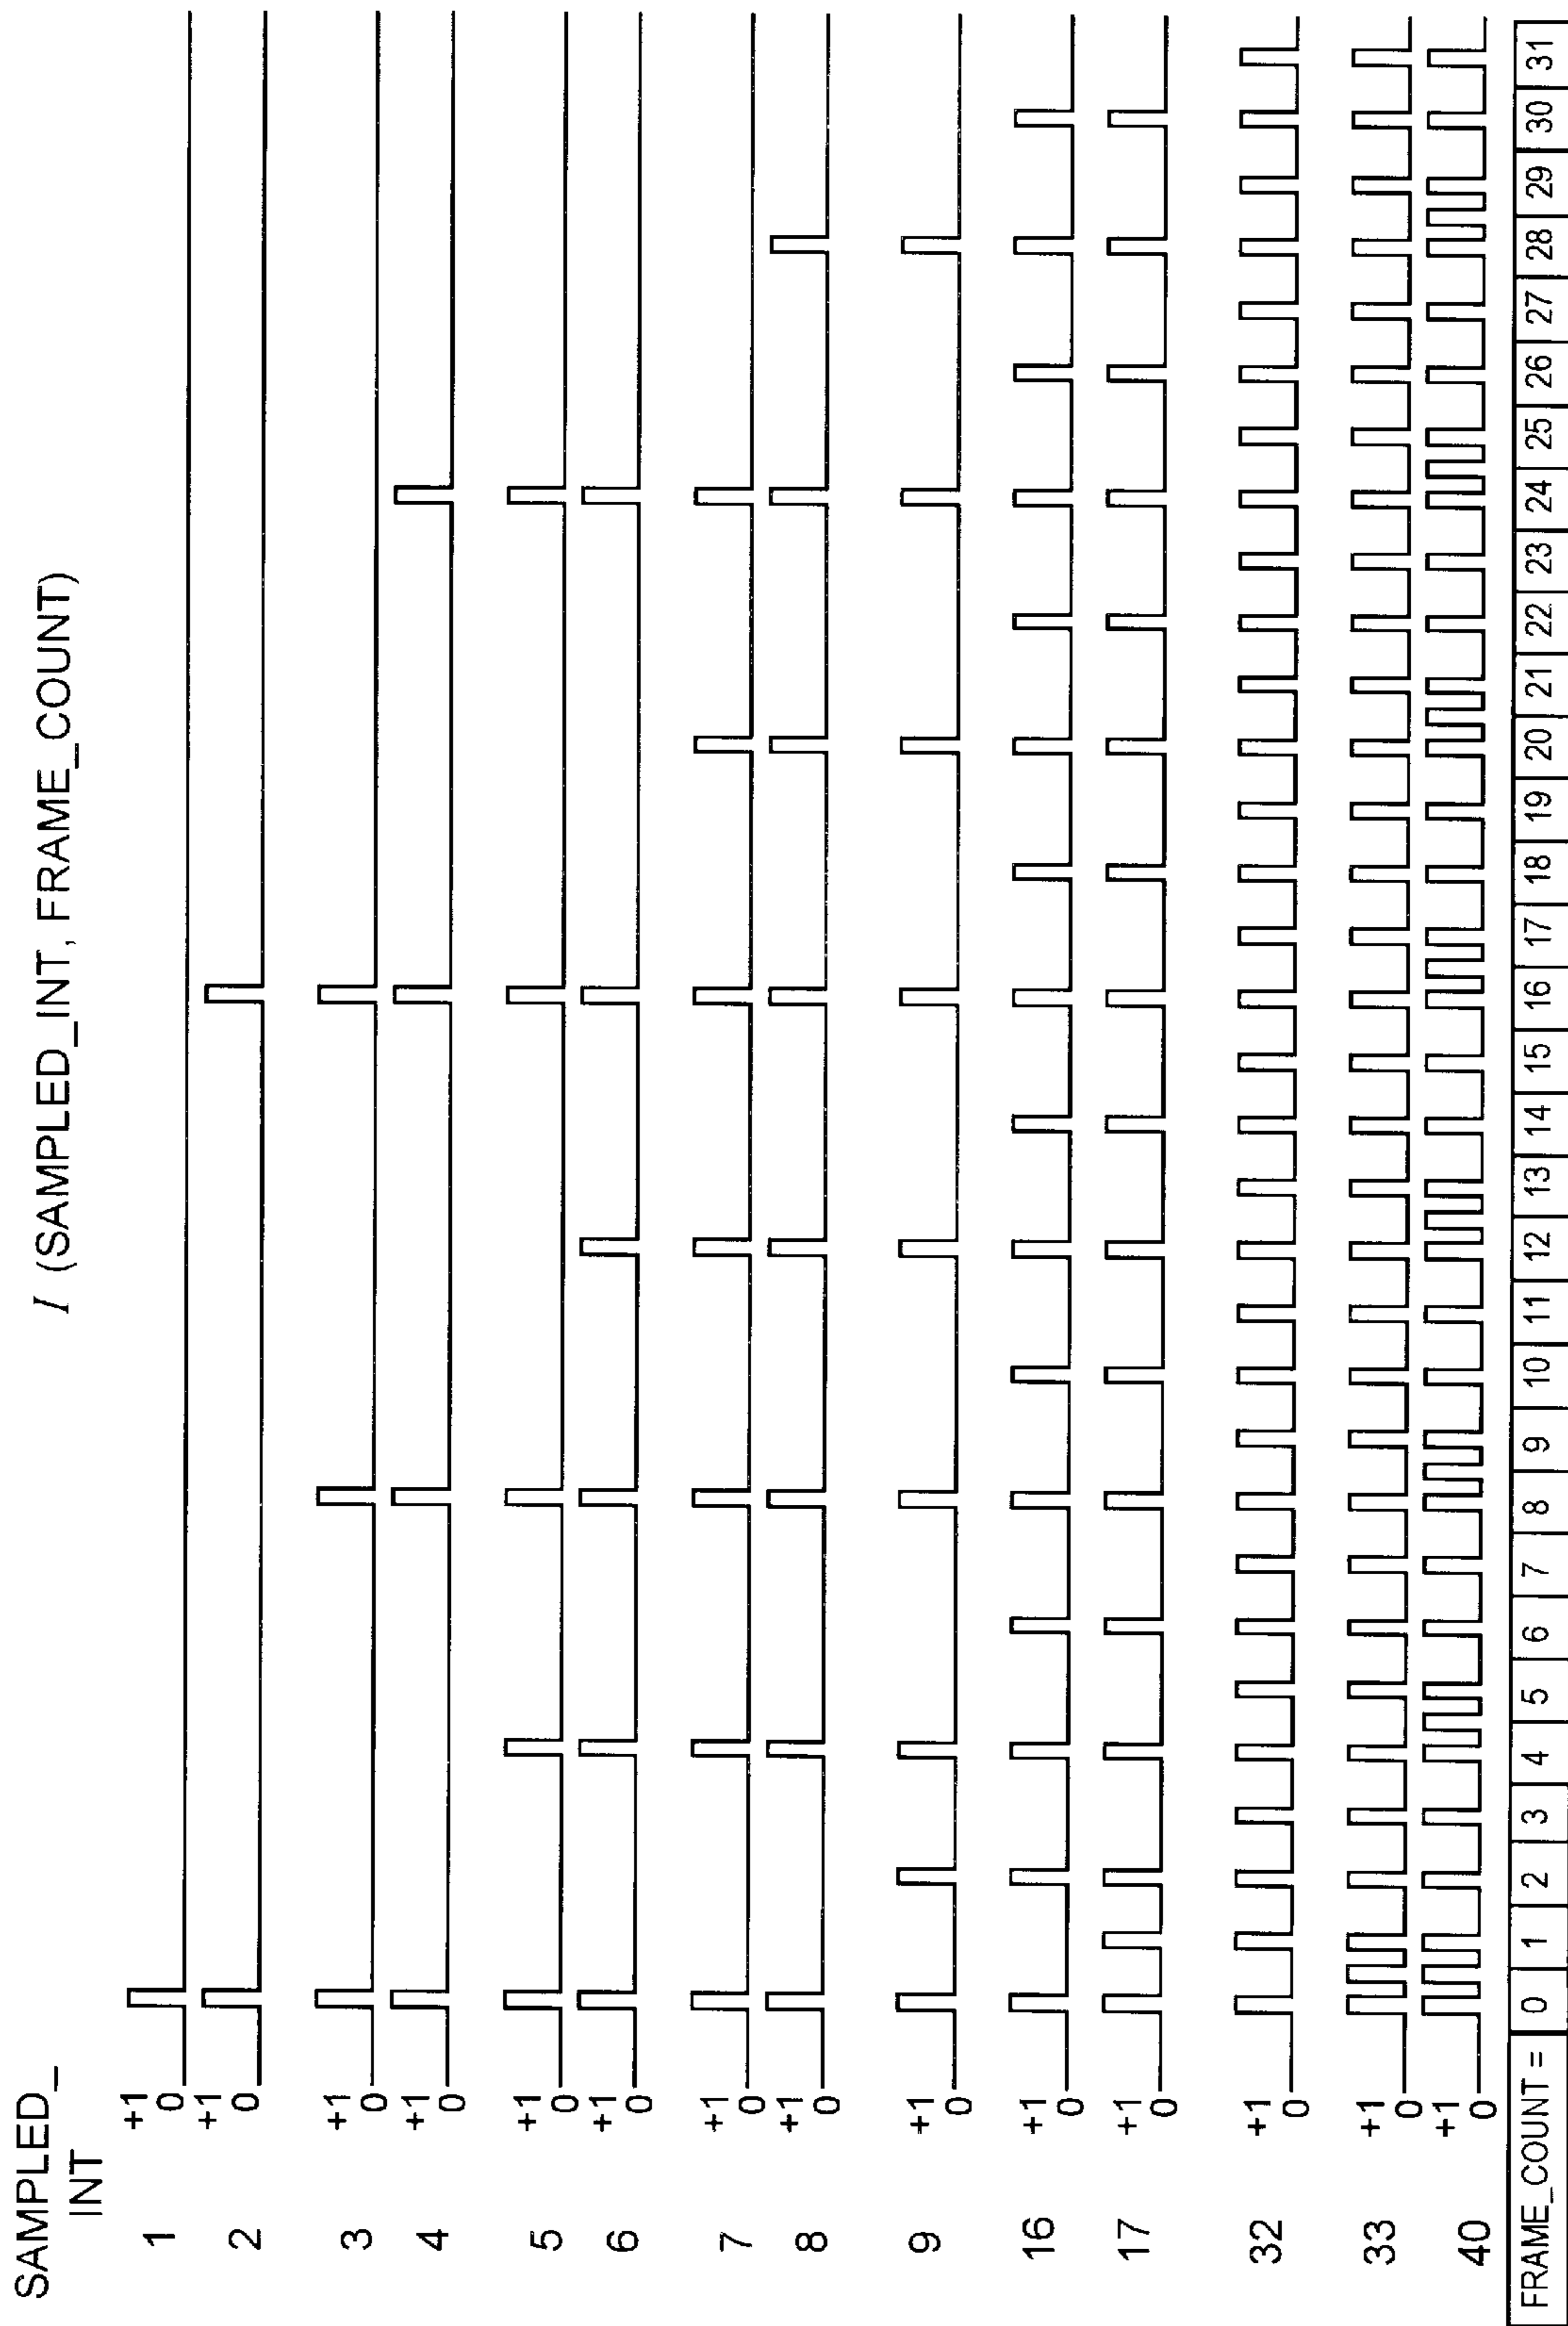 I (SAMPLED_INT, FRAME_COUNT)
SAMPLED_
INT
1 +1 0
2 +1 0
3 +1 0
4 +1 0
5 +1 0
6 +1 0
7 +1 0
8 +1 0
9 +1 0
16 +1 0
17 +1 0
32 +1 0
33 +1 0
40 +1 0
FRAME_COUNT = 0 1 2 3 4 5 6 7 8 9 10 11 12 13 14 15 16 17 18 19 20 21 22 23 24 25 26 27 28 29 30 31